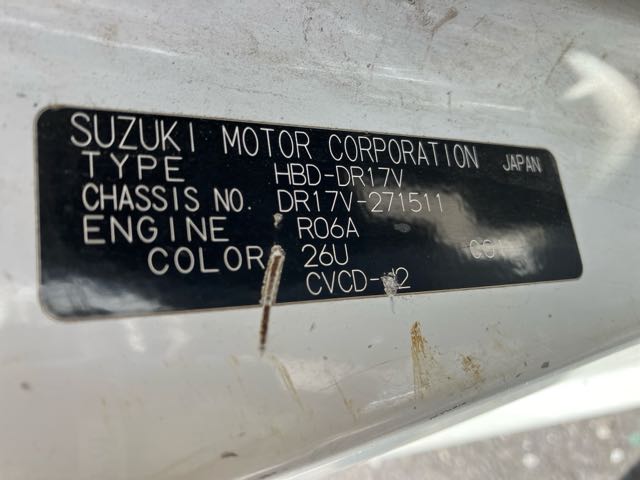 SUZUKI MOTOR CORPORATION JAPAN
TYPE HBD-DR17V
CHASSIS NO. DR17V-271511
ENGINE R06A
COLOR 26U